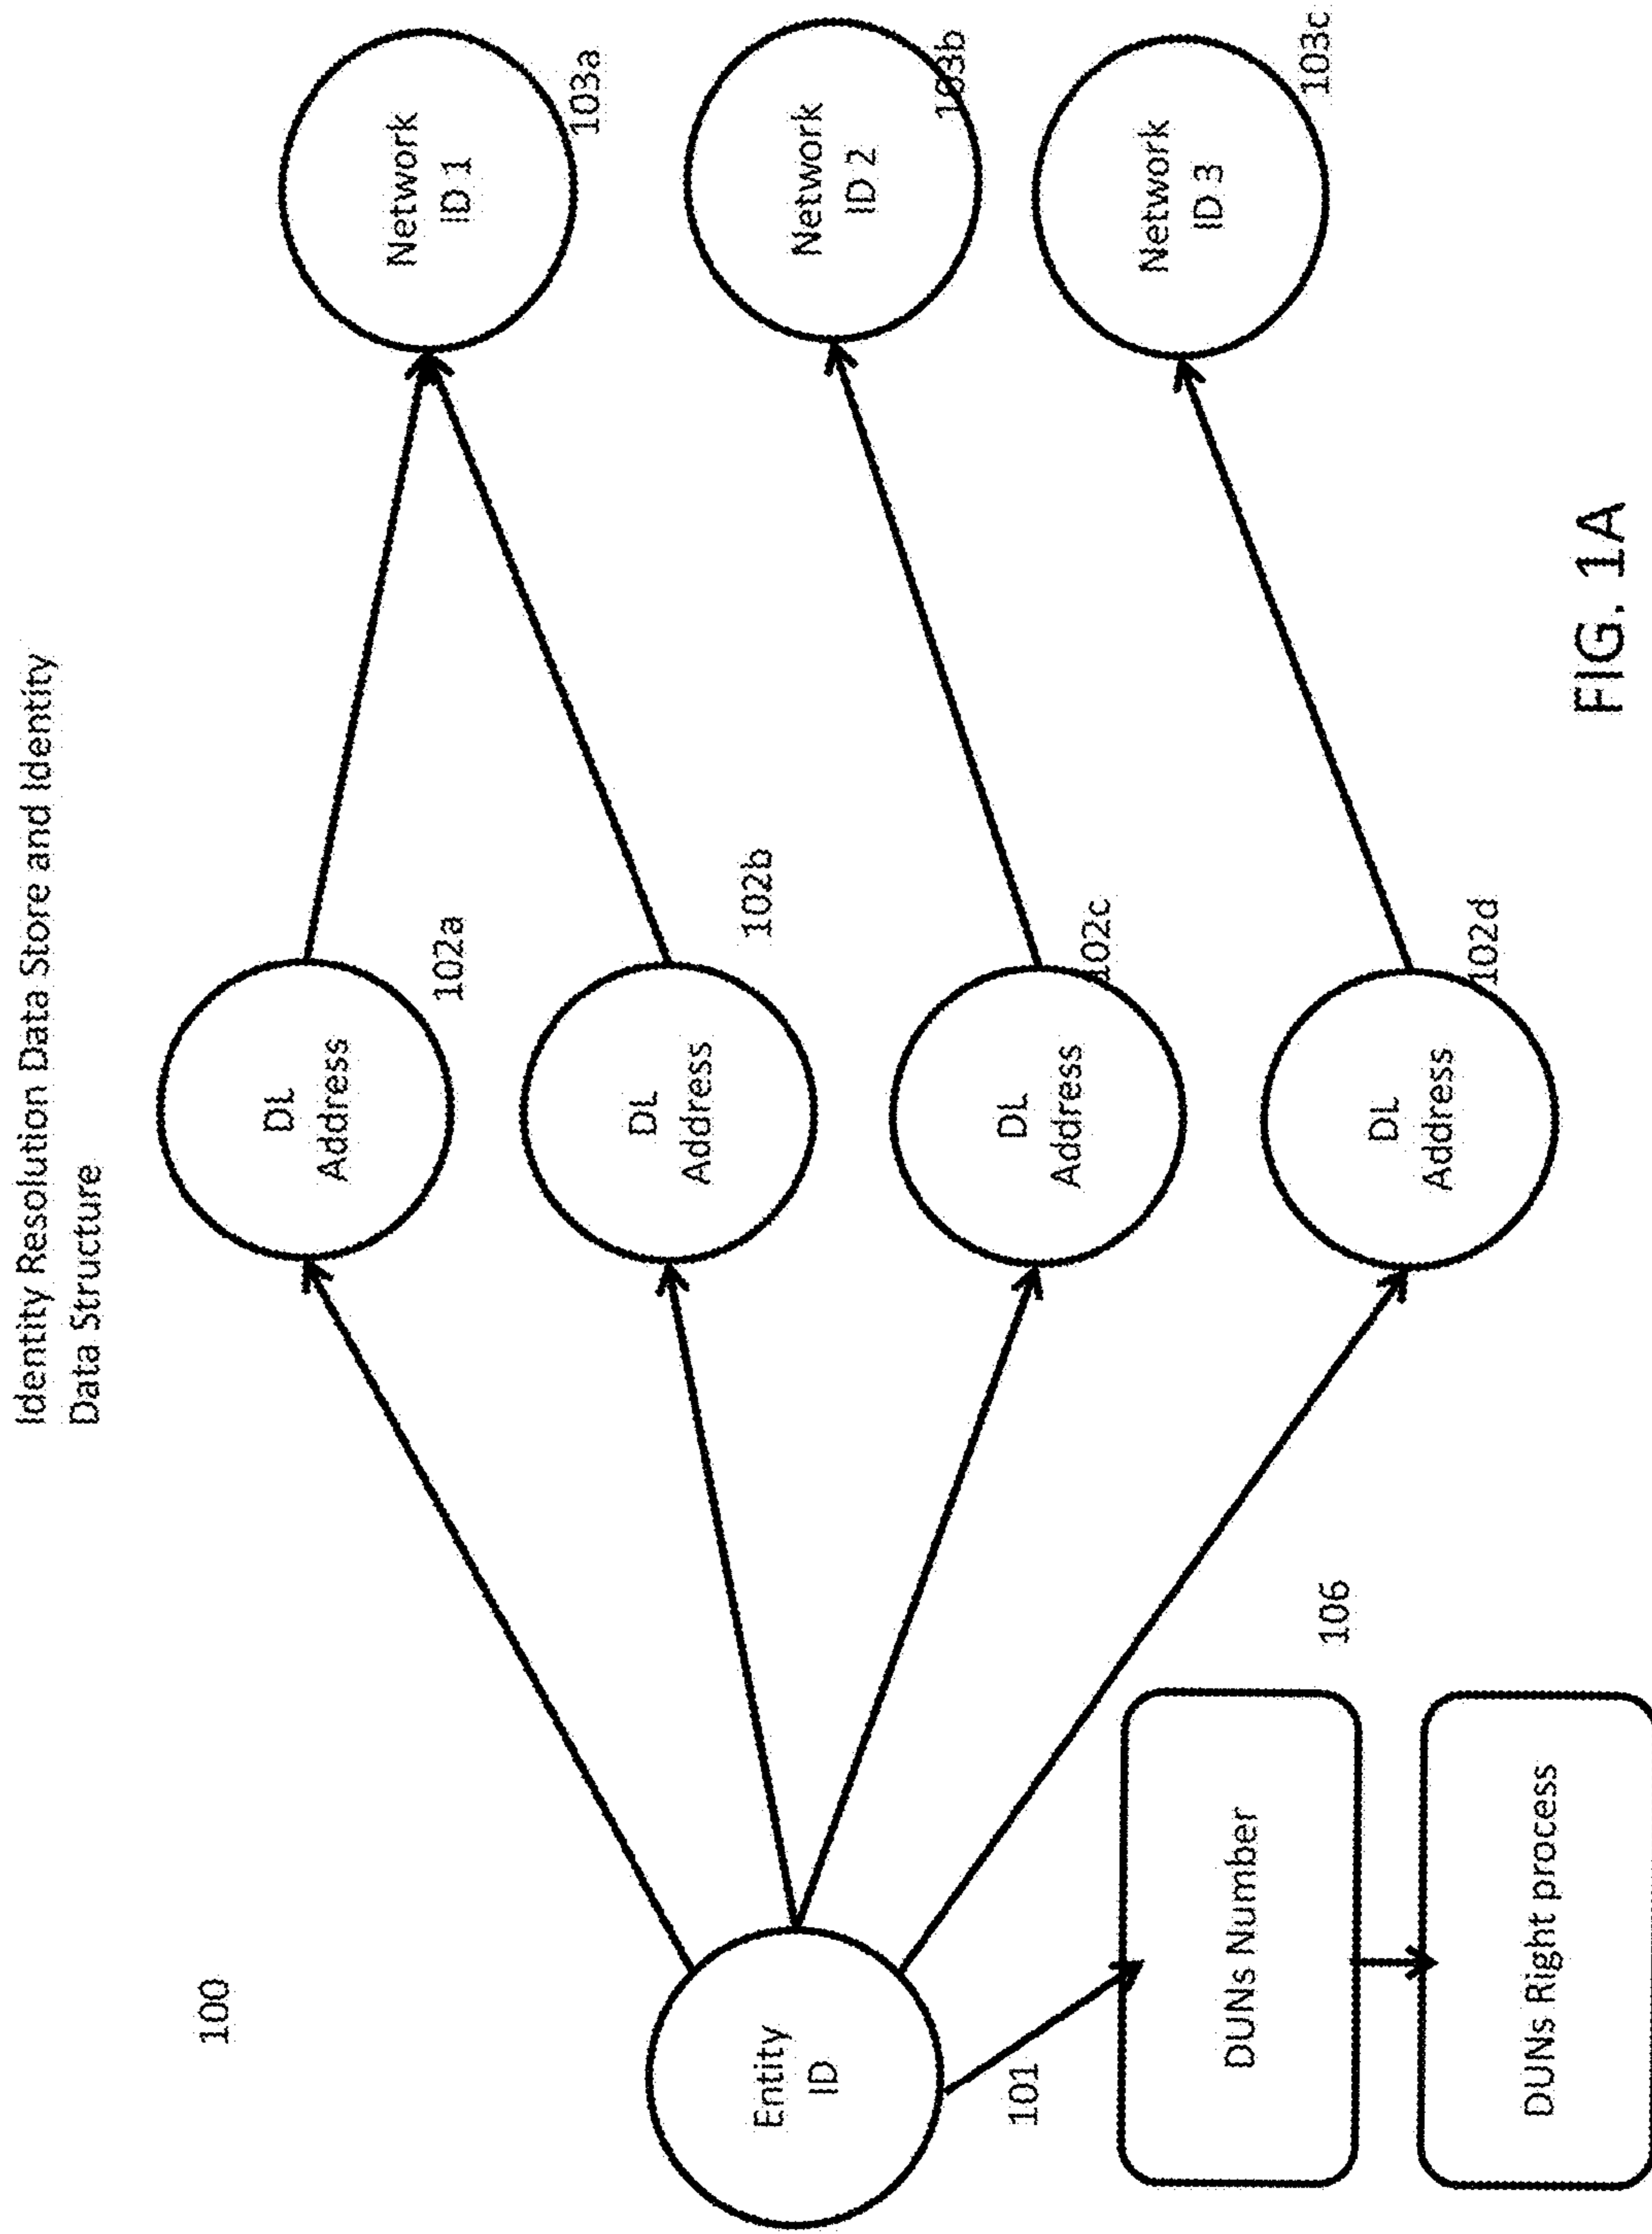 Identity Resolution Data Store and Identity
Data Structure
100
Entity
ID
101
DL
Address
102a
DL
Address
102b
DL
Address
102c
DL
Address
102d
Network
ID 1
103a
Network
ID 2
103b
Network
ID 3
103c
DUNs Number
106
DUNs Right process
FIG. 1A